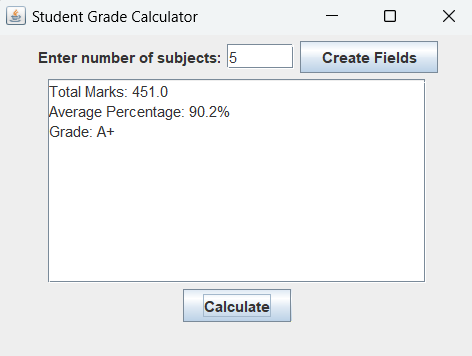 Student Grade Calculator
Enter number of subjects: 5 Create Fields
Total Marks: 451.0
Average Percentage: 90.2%
Grade: A+
Calculate